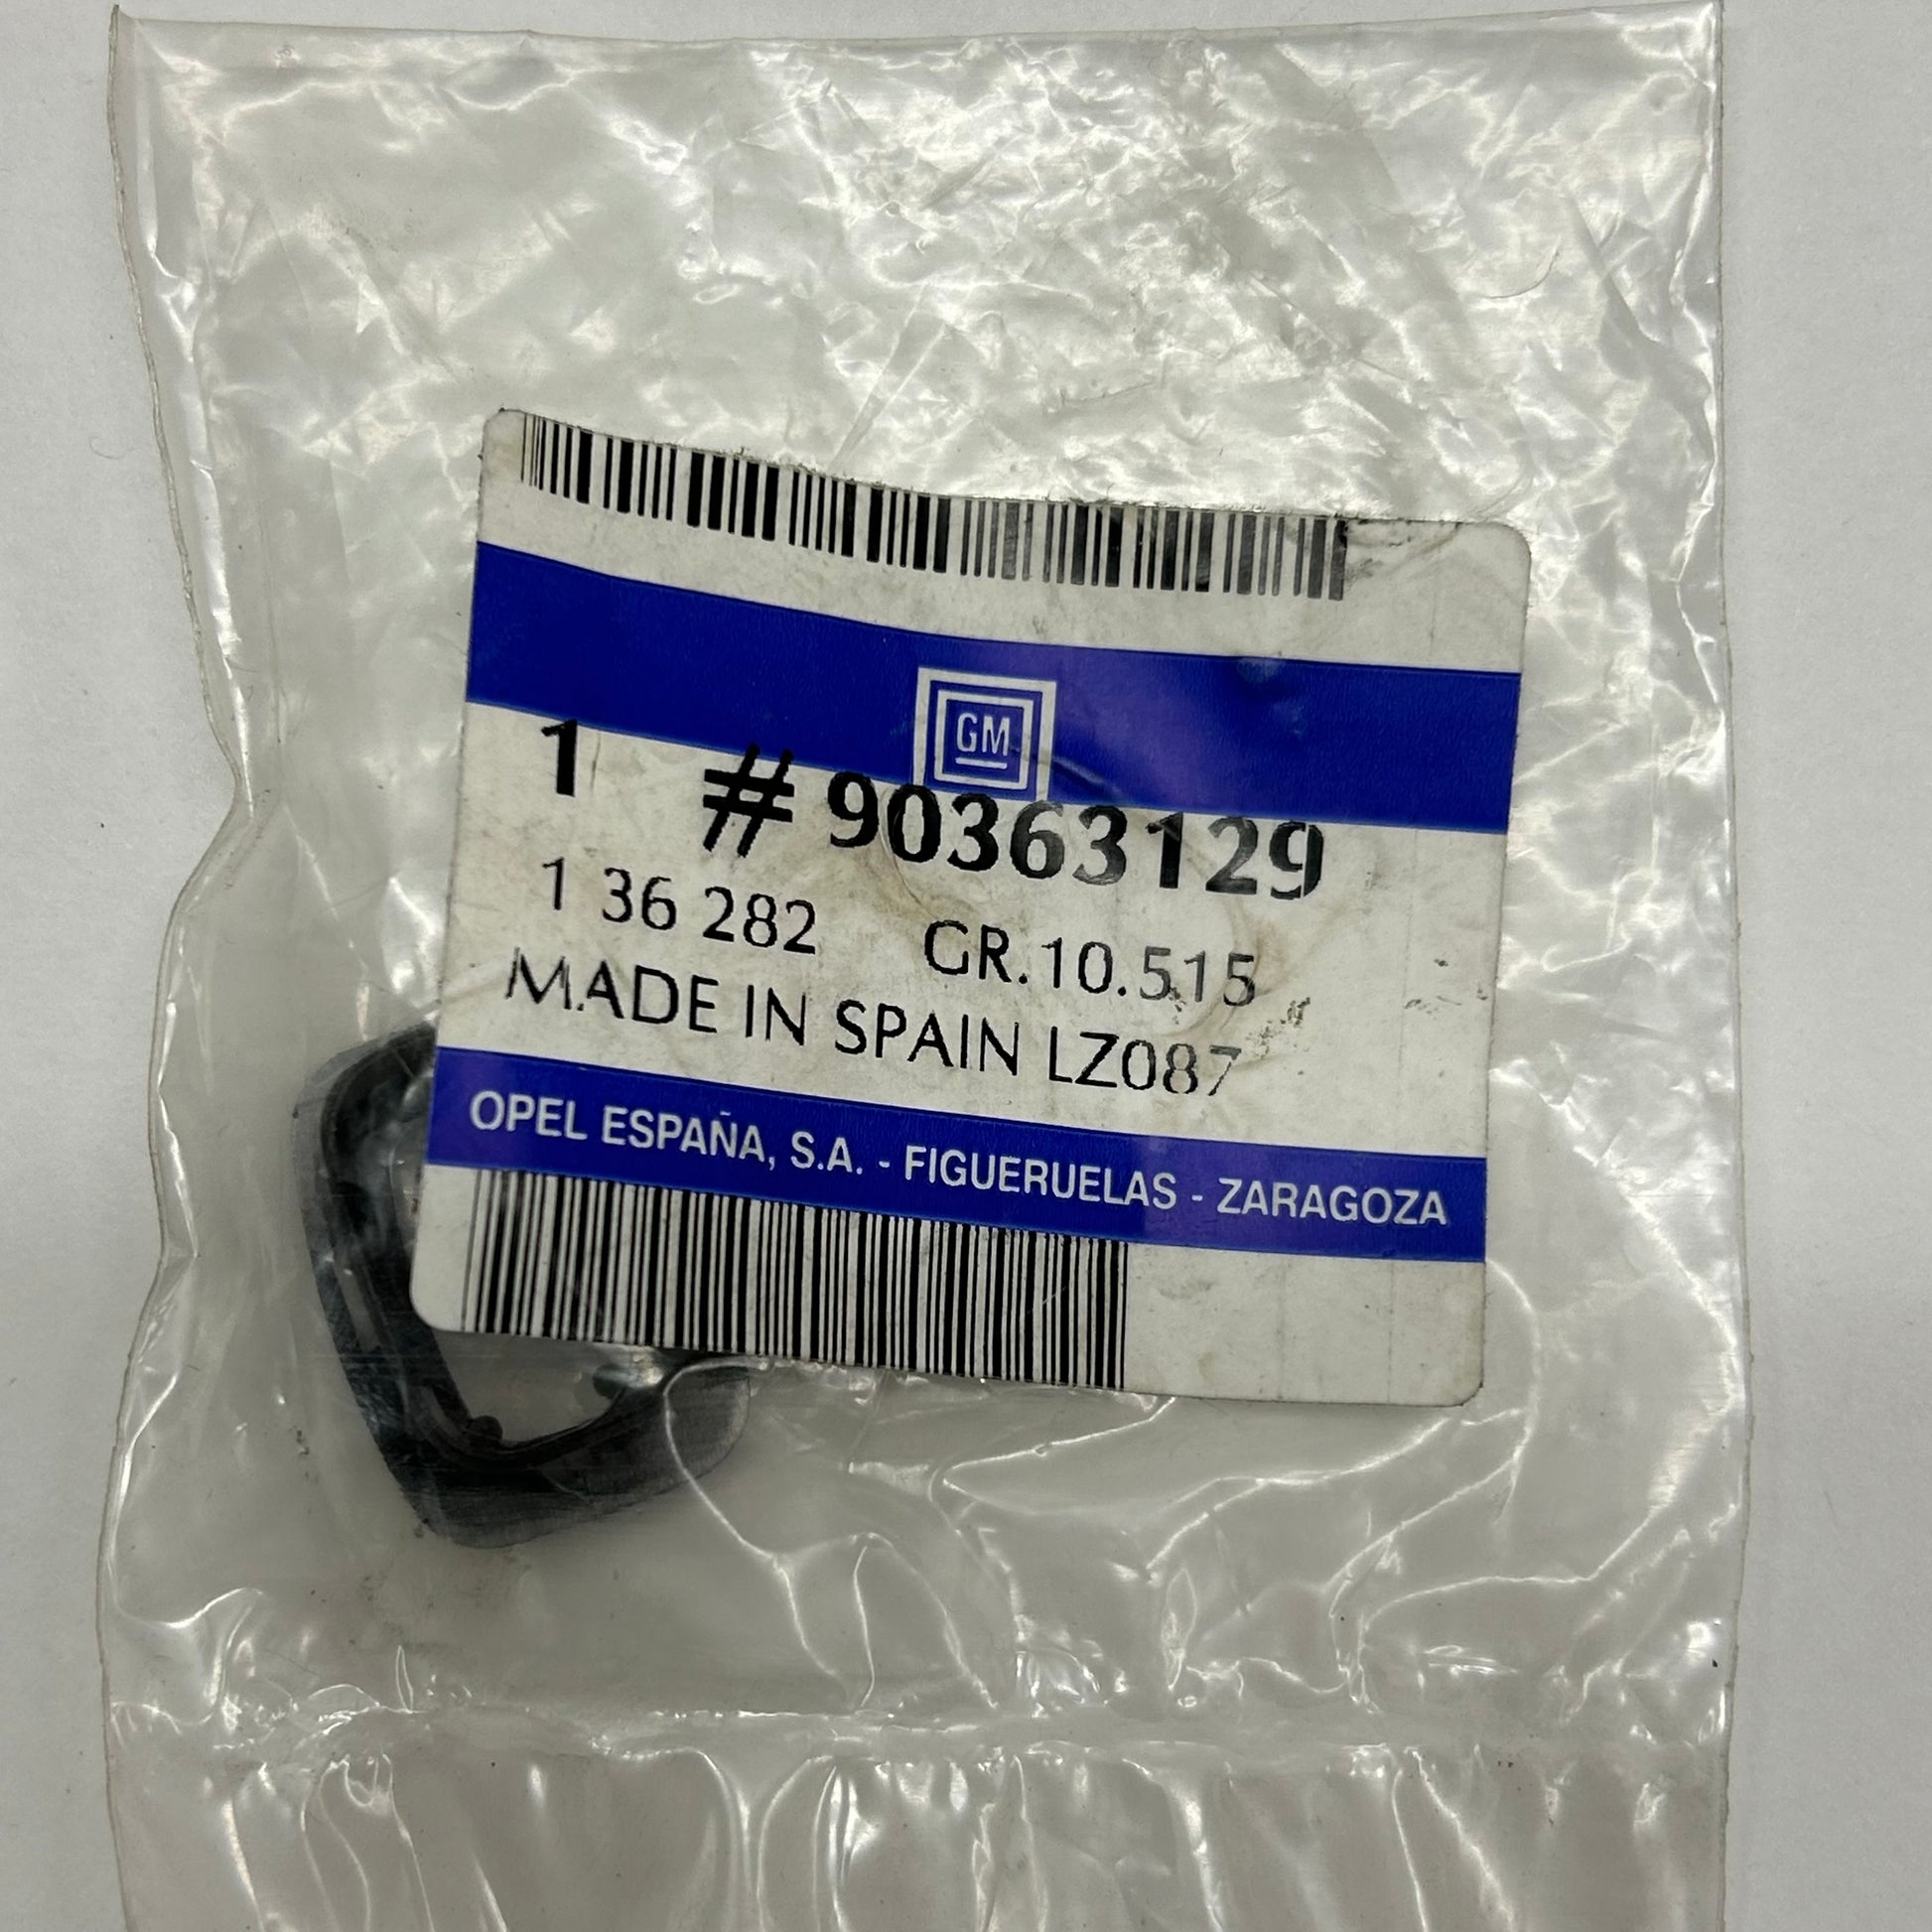 GM
1 #90363129
1 36 282 GR.10.515
MADE IN SPAIN LZ087
OPEL ESPAÑA, S.A. - FIGUERUELAS - ZARAGOZA